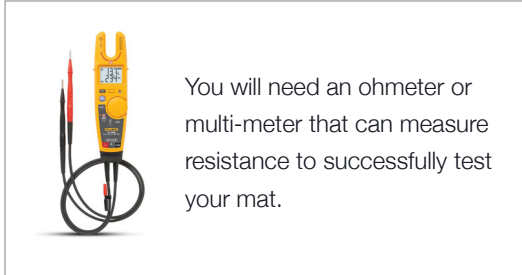 You will need an ohmeter or
multi-meter that can measure
resistance to successfully test
your mat.